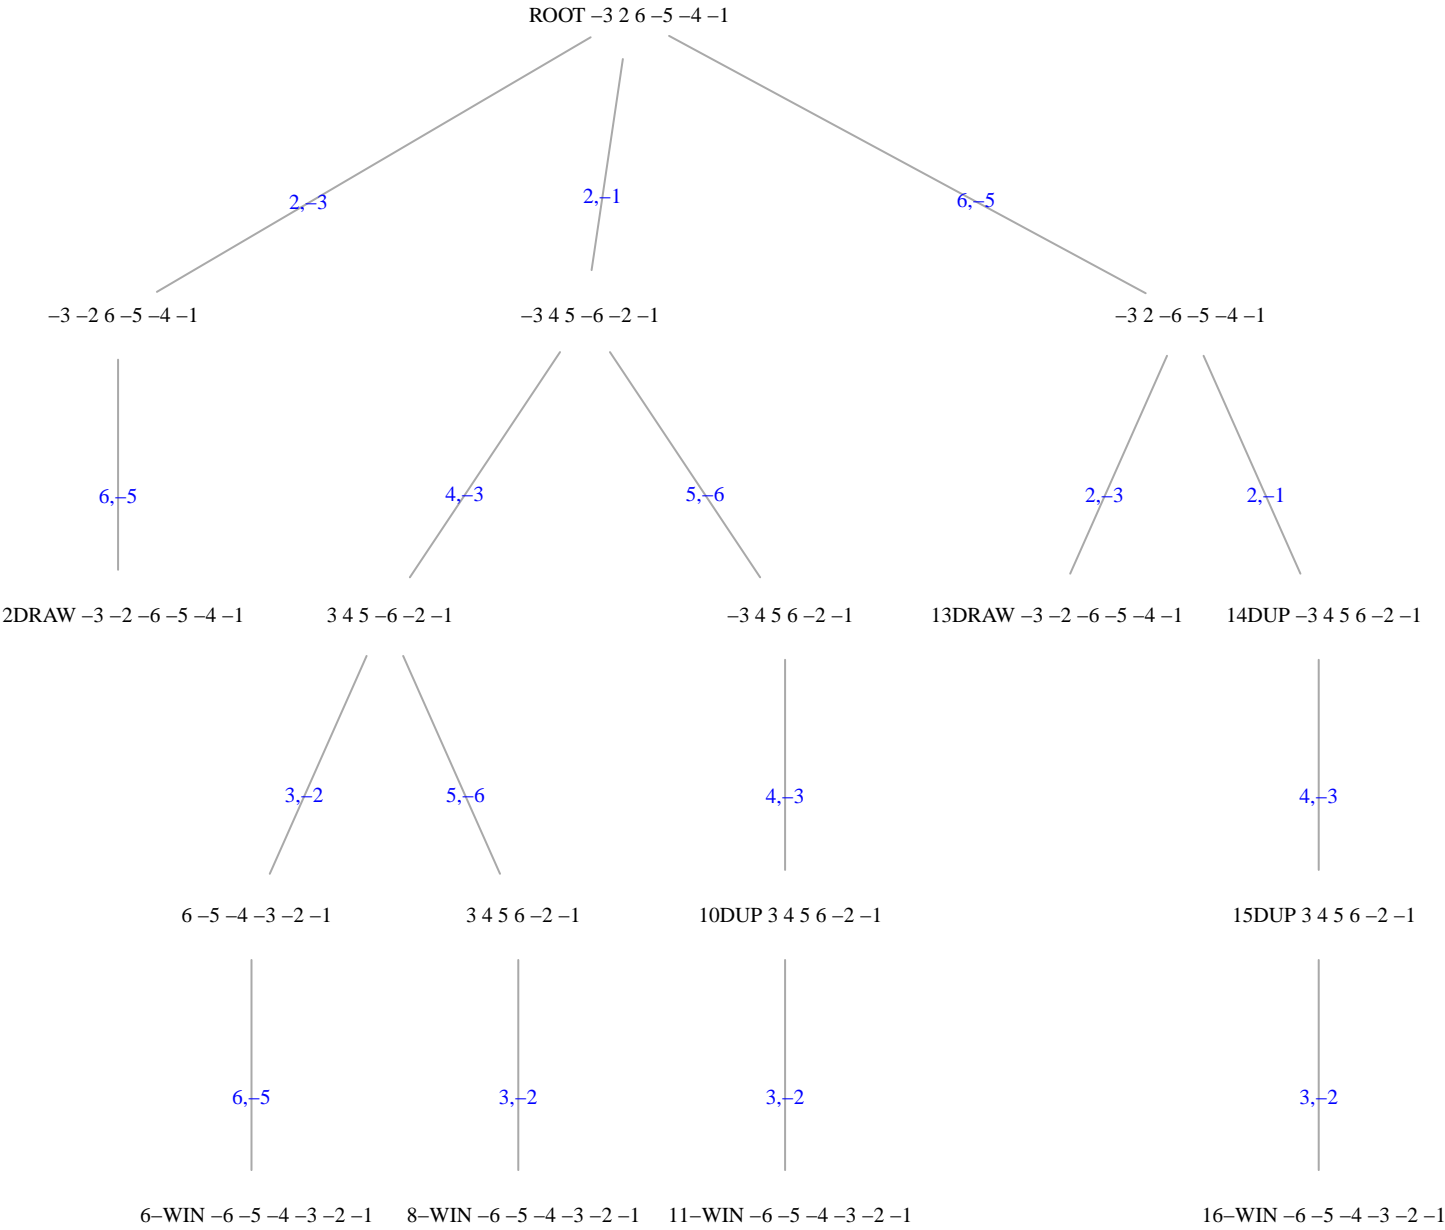 ROOT –3 2 6 –5 –4 –1
2,–3
2,–1
6,–5
–3 –2 6 –5 –4 –1
–3 4 5 –6 –2 –1
–3 2 –6 –5 –4 –1
6,–5
4,–3
5,–6
2,–3
2,–1
2DRAW –3 –2 –6 –5 –4 –1
3 4 5 –6 –2 –1
–3 4 5 6 –2 –1
13DRAW –3 –2 –6 –5 –4 –1
14DUP –3 4 5 6 –2 –1
3,–2
5,–6
4,–3
4,–3
6 –5 –4 –3 –2 –1
3 4 5 6 –2 –1
10DUP 3 4 5 6 –2 –1
15DUP 3 4 5 6 –2 –1
6,–5
3,–2
3,–2
3,–2
6–WIN –6 –5 –4 –3 –2 –1
8–WIN –6 –5 –4 –3 –2 –1
11–WIN –6 –5 –4 –3 –2 –1
16–WIN –6 –5 –4 –3 –2 –1